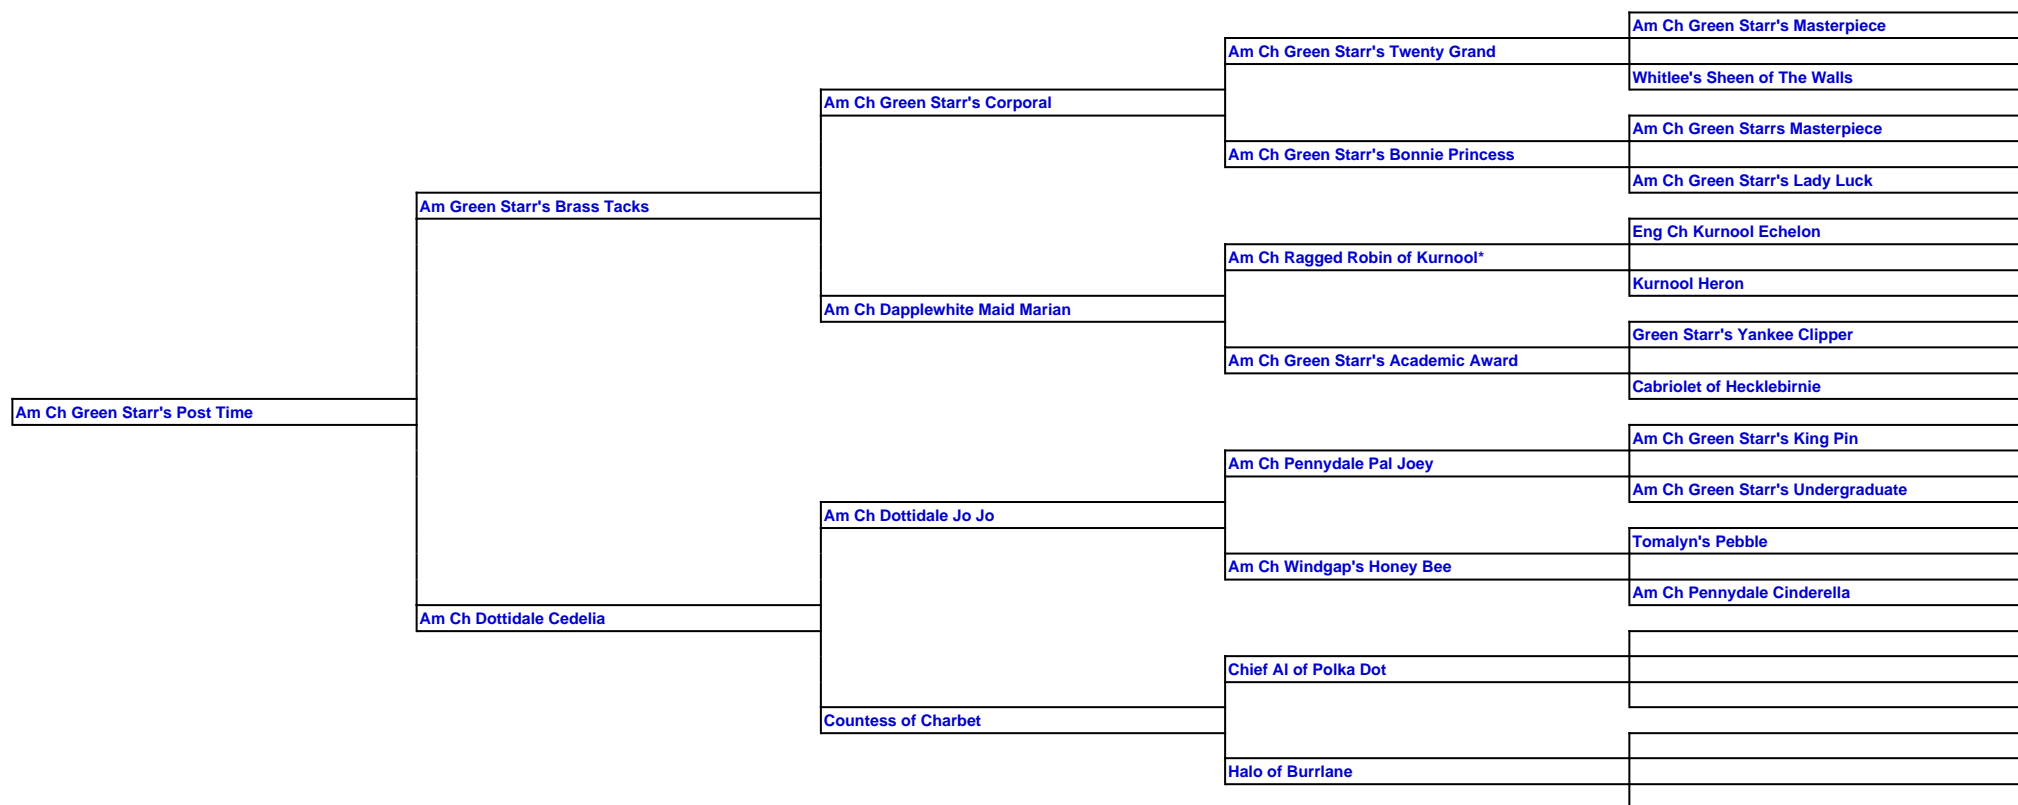 Am Ch Green Starr's Masterpiece
Am Ch Green Starr's Twenty Grand
Whitlee's Sheen of The Walls
Am Ch Green Starr's Corporal
Am Ch Green Starrs Masterpiece
Am Ch Green Starr's Bonnie Princess
Am Ch Green Starr's Lady Luck
Am Green Starr's Brass Tacks
Eng Ch Kurnool Echelon
Am Ch Ragged Robin of Kurnool*
Kurnool Heron
Am Ch Dapplewhite Maid Marian
Green Starr's Yankee Clipper
Am Ch Green Starr's Academic Award
Cabriolet of Hecklebirnie
Am Ch Green Starr's Post Time
Am Ch Green Starr's King Pin
Am Ch Pennydale Pal Joey
Am Ch Green Starr's Undergraduate
Am Ch Dottidale Jo Jo
Tomalyn's Pebble
Am Ch Windgap's Honey Bee
Am Ch Pennydale Cinderella
Am Ch Dottidale Cedelia
Chief Al of Polka Dot
Countess of Charbet
Halo of Burrlane